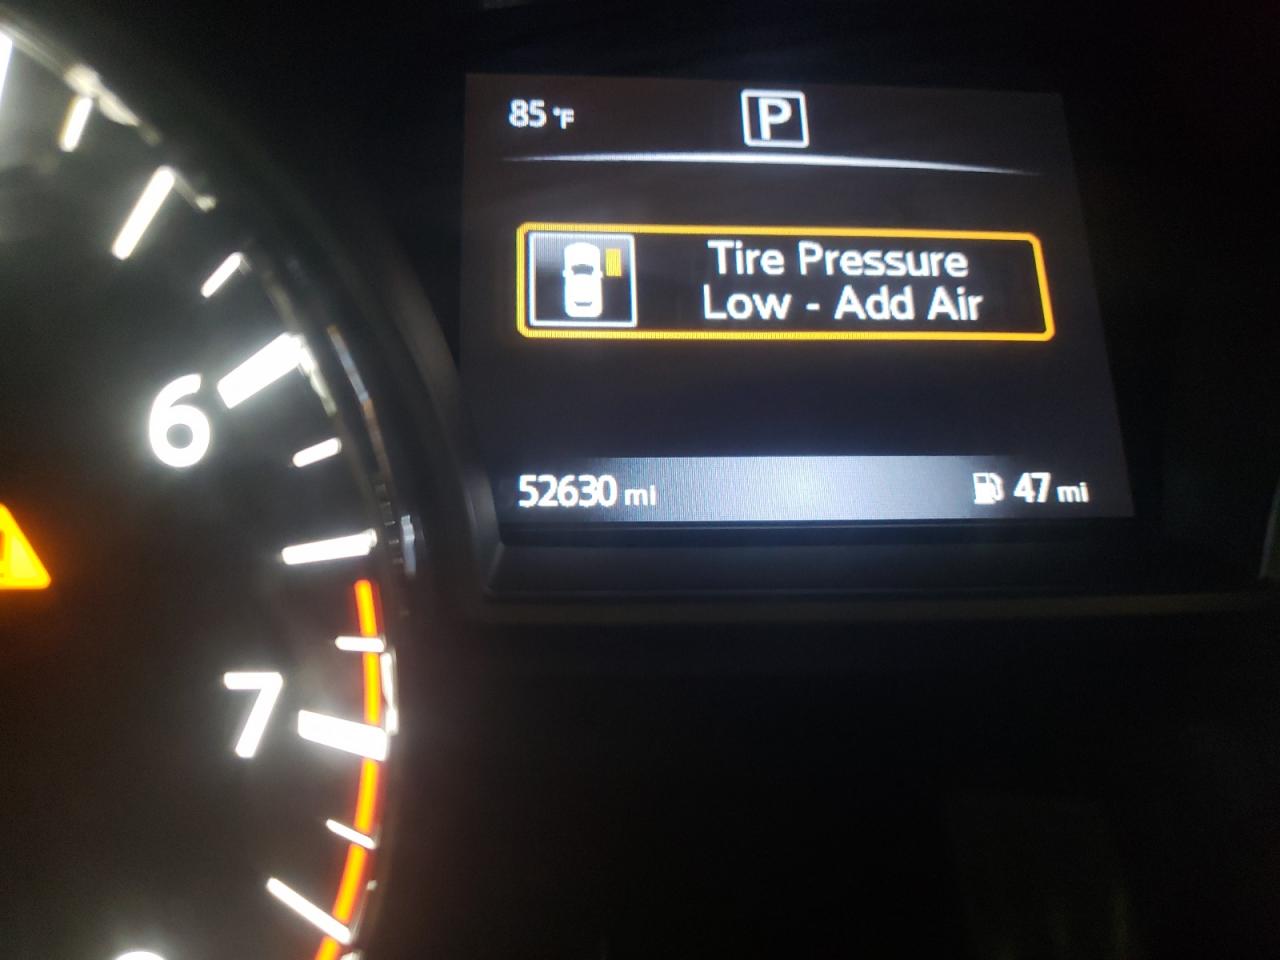 85 °F
P
Tire Pressure
Low - Add Air
52630 mi
47 mi
6
7